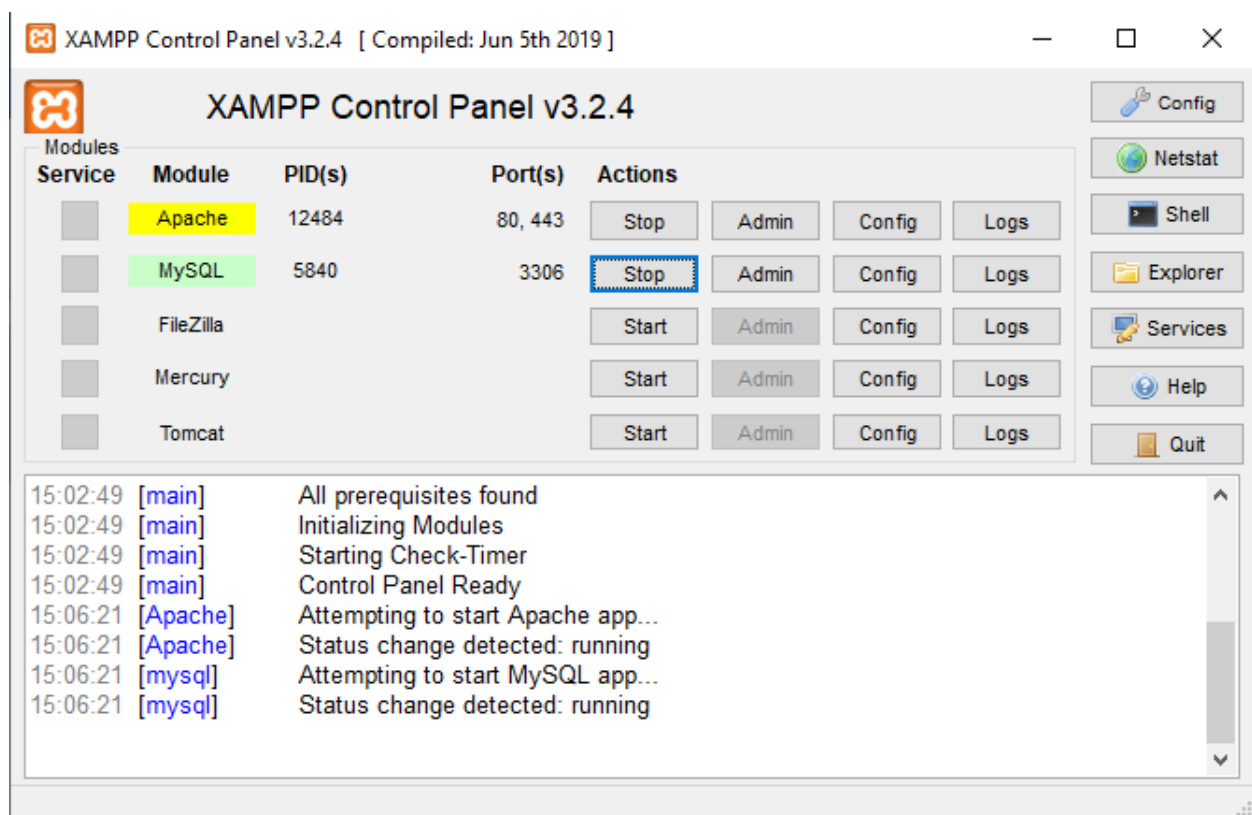 XAMPP Control Panel v3.2.4 [ Compiled: Jun 5th 2019 ]
XAMPP Control Panel v3.2.4
Config
Modules
Netstat
Service Module PID(s) Port(s) Actions
Apache 12484 80, 443 Stop Admin Config Logs
Shell
MySQL 5840 3306 Stop Admin Config Logs
Explorer
FileZilla Start Admin Config Logs
Services
Mercury Start Admin Config Logs
Help
Tomcat Start Admin Config Logs
Quit
15:02:49 [main] All prerequisites found
15:02:49 [main] Initializing Modules
15:02:49 [main] Starting Check-Timer
15:02:49 [main] Control Panel Ready
15:06:21 [Apache] Attempting to start Apache app...
15:06:21 [Apache] Status change detected: running
15:06:21 [mysql] Attempting to start MySQL app...
15:06:21 [mysql] Status change detected: running